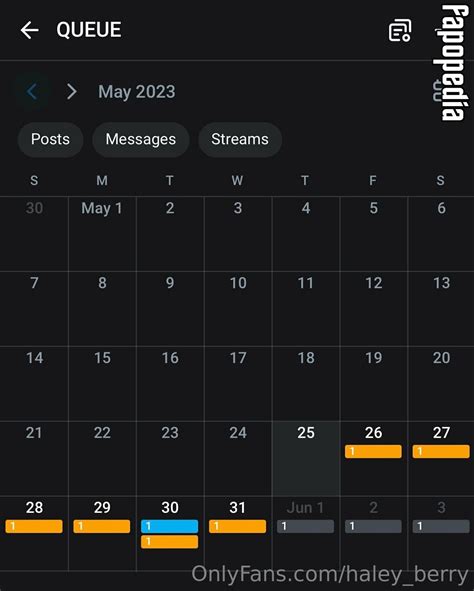 QUEUE
Fapopedia
May 2023
Posts Messages Streams
S M T W T F S
30 May 1 2 3 4 5 6
7 8 9 10 11 12 13
14 15 16 17 18 19 20
21 22 23 24 25 26 27
1 1
28 29 30 31 Jun 1 2 3
1 1 1 1 1 1 1
1
OnlyFans.com/haley_berry